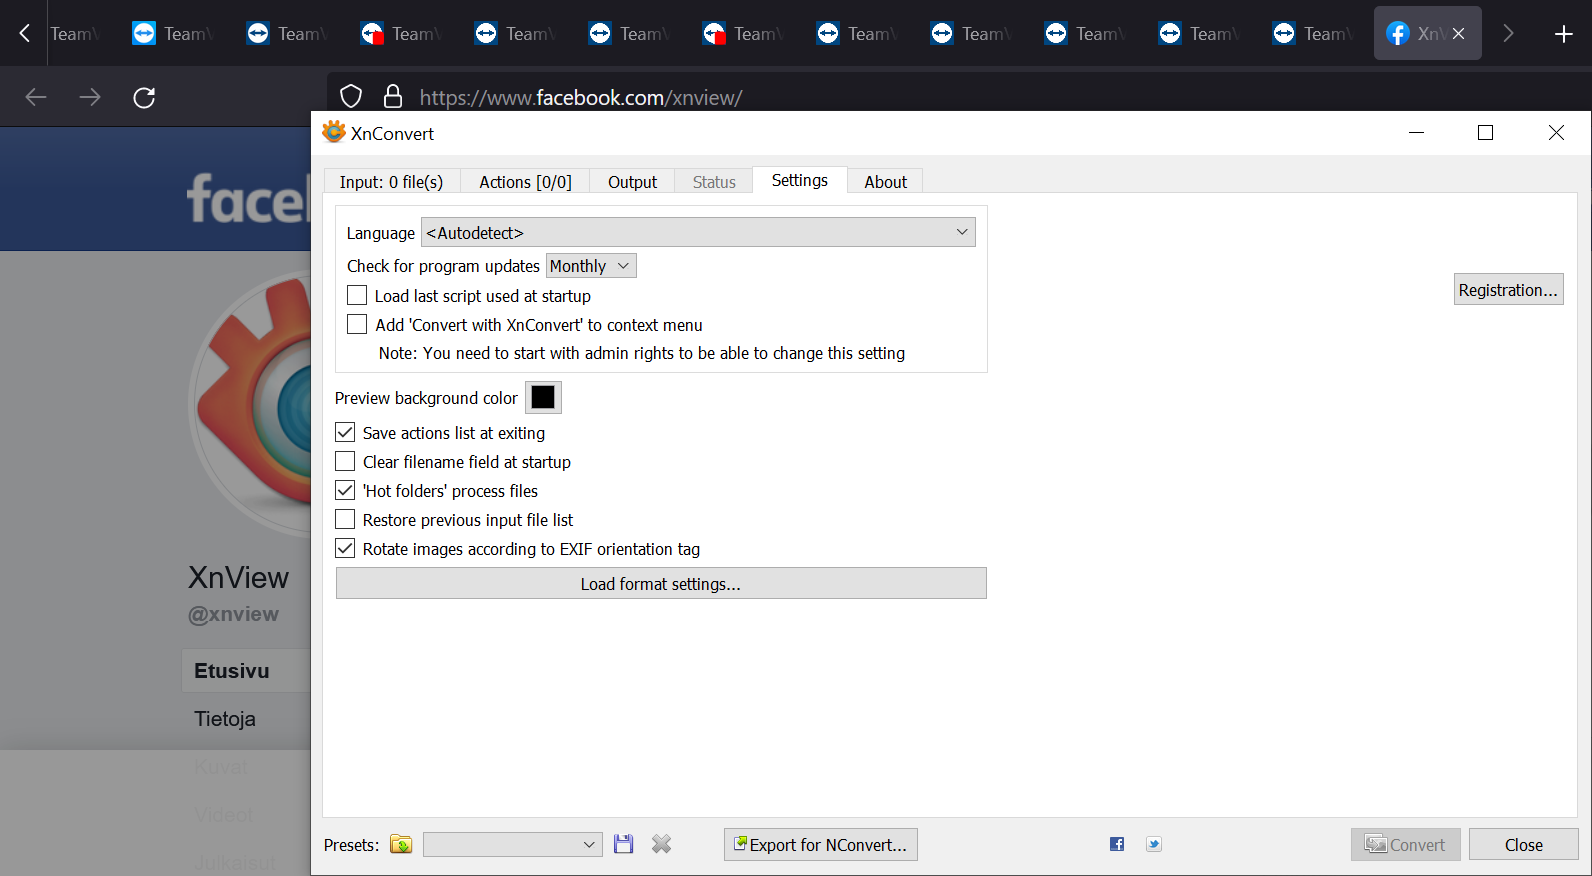 TeamV TeamV TeamV TeamV TeamV TeamV TeamV TeamV TeamV TeamV TeamV TeamV XnV
https://www.facebook.com/xnview/
XnConvert
Input: 0 file(s) Actions [0/0] Output Status Settings About
Language <Autodetect>
Check for program updates Monthly
Load last script used at startup
Registration...
Add 'Convert with XnConvert' to context menu
Note: You need to start with admin rights to be able to change this setting
Preview background color
Save actions list at exiting
Clear filename field at startup
'Hot folders' process files
Restore previous input file list
Rotate images according to EXIF orientation tag
Load format settings...
Presets: Export for NConvert... Convert Close
faceb
XnView
@xnview
Etusivu
Tietoja
Kuvat
Videot
Julkaisut